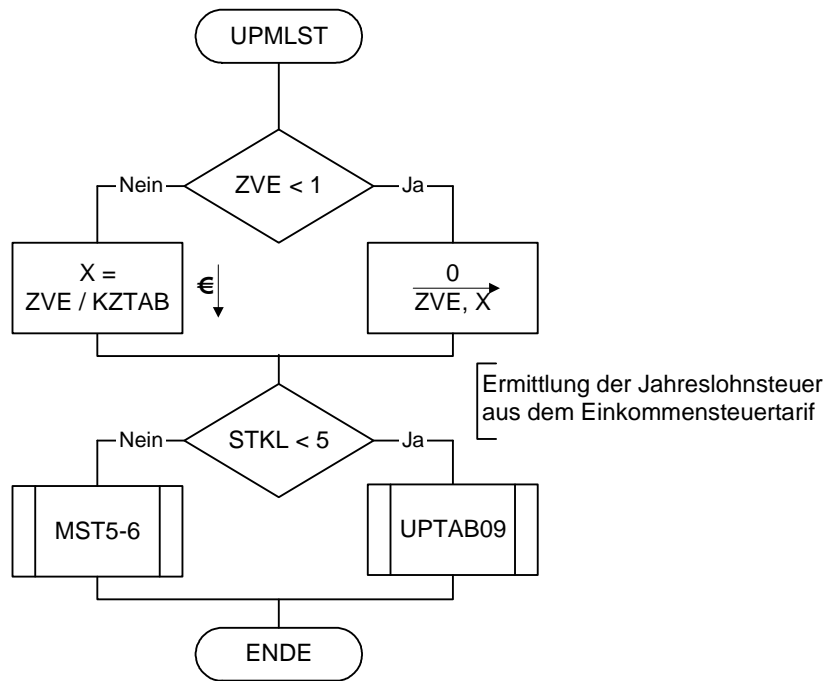 UPMLST
ZVE < 1
Nein
Ja
X =
ZVE / KZTAB
€
0
ZVE, X
Ermittlung der Jahreslohnsteuer
aus dem Einkommensteuertarif
STKL < 5
Nein
Ja
MST5-6
UPTAB09
ENDE